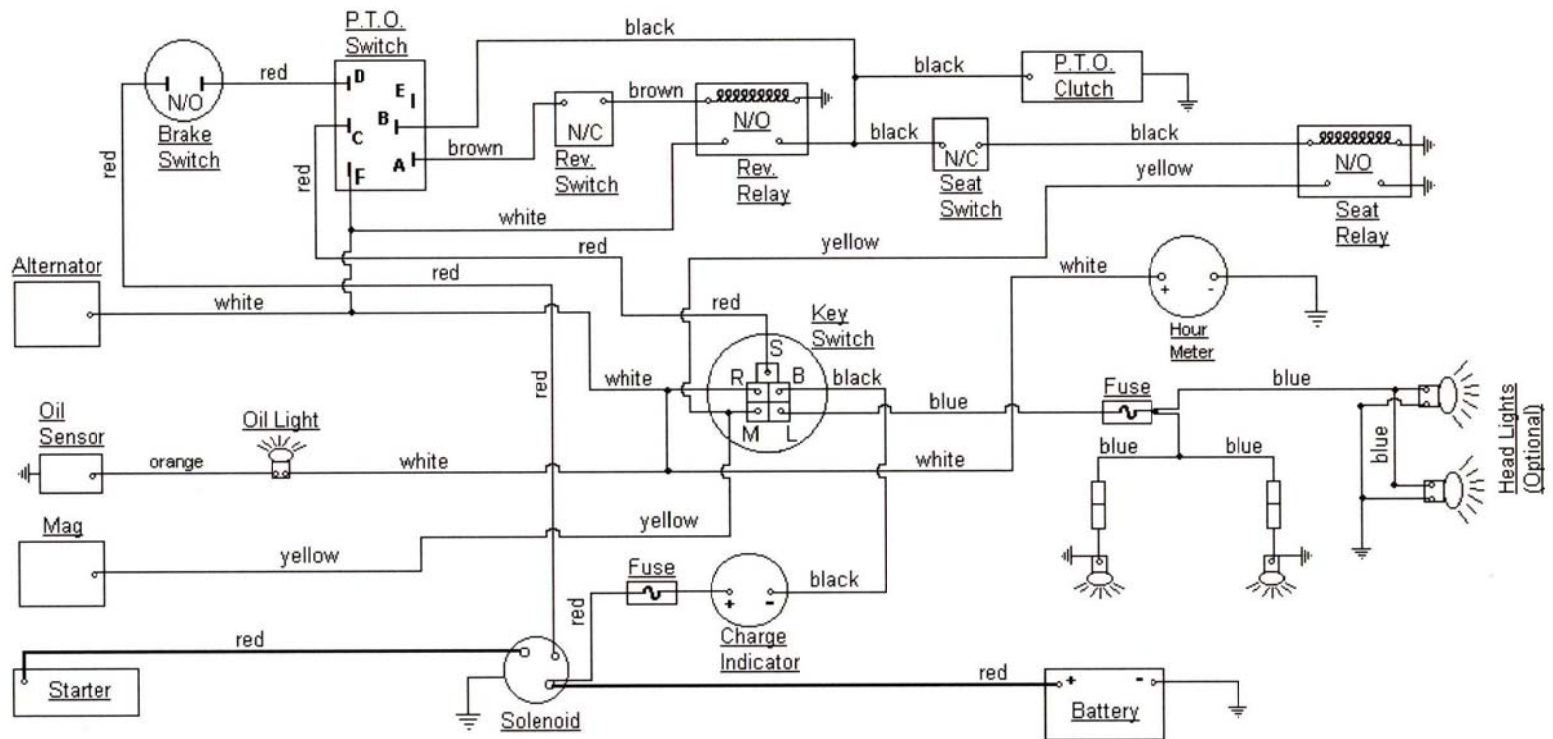 P.T.O.
Switch
black
red
D
E
B
C
A
F
N/O
Brake
Switch
brown
N/C
Rev.
Switch
brown
N/O
Rev.
Relay
black
P.T.O.
Clutch
black
N/C
Seat
Switch
black
N/O
Seat
Relay
yellow
red
red
white
red
red
yellow
Alternator
white
white
+
-
Hour
Meter
red
Key
Switch
S
R
B
M
L
white
black
red
blue
Fuse
blue
blue
blue
blue
Head Lights
(Optional)
Oil
Sensor
orange
Oil Light
white
white
Mag
yellow
yellow
Fuse
red
+
-
black
Charge
Indicator
red
Starter
Solenoid
red
+
-
Battery